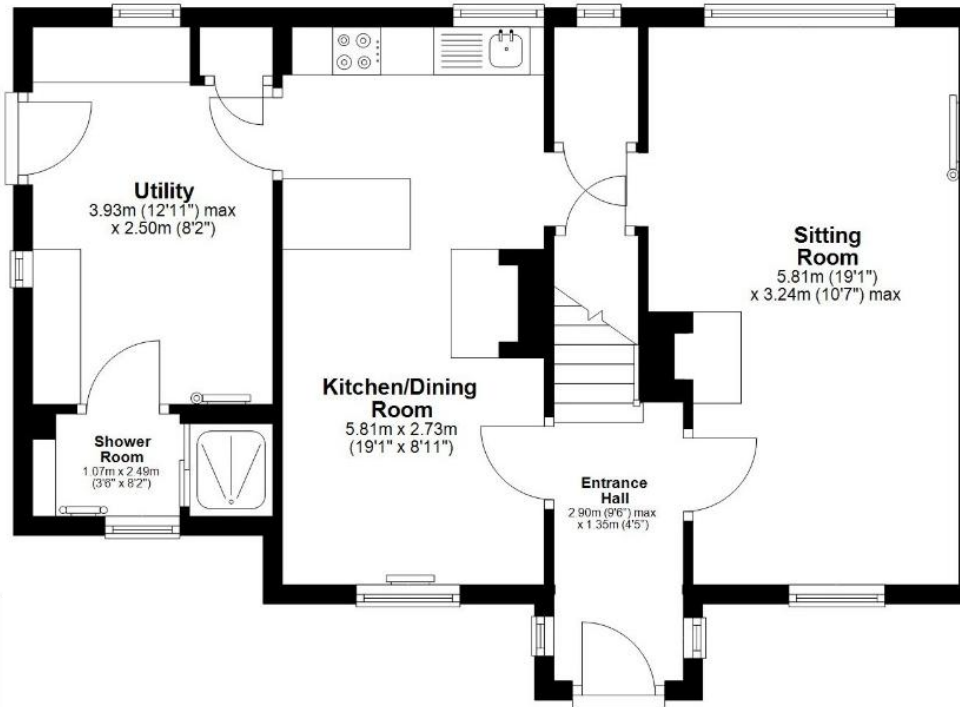 Utility
3.93m (12'11") max
x 2.50m (8'2")
Sitting
Room
5.81m (19'1")
x 3.24m (10'7") max
Kitchen/Dining
Room
5.81m x 2.73m
(19'1" x 8'11")
Shower
Room
1.07m x 2.49m
(3'6" x 8'2")
Entrance
Hall
2.90m (9'6") max
x 1.35m (4'5")